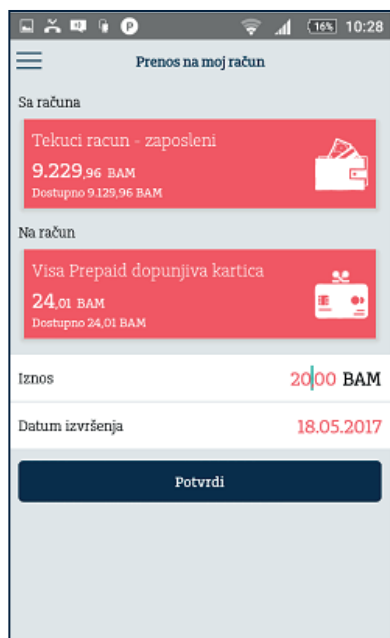 P 16% 10:28
Prenos na moj račun
Sa računa
Tekuci racun - zaposleni
9.229,96 BAM
Dostupno 9.129,96 BAM
Na račun
Visa Prepaid dopunjiva kartica
24,01 BAM
Dostupno 24,01 BAM
Iznos 20,00 BAM
Datum izvršenja 18.05.2017
Potvrdi